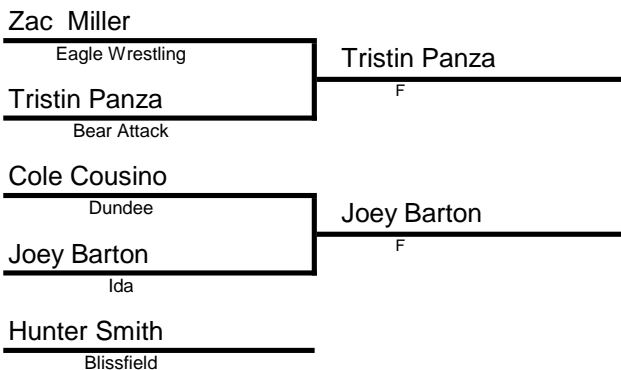 Zac  Miller
Eagle Wrestling
Tristin Panza
F
Tristin Panza
Bear Attack
Cole Cousino
Dundee
Joey Barton
F
Joey Barton
Ida
Hunter Smith
Blissfield